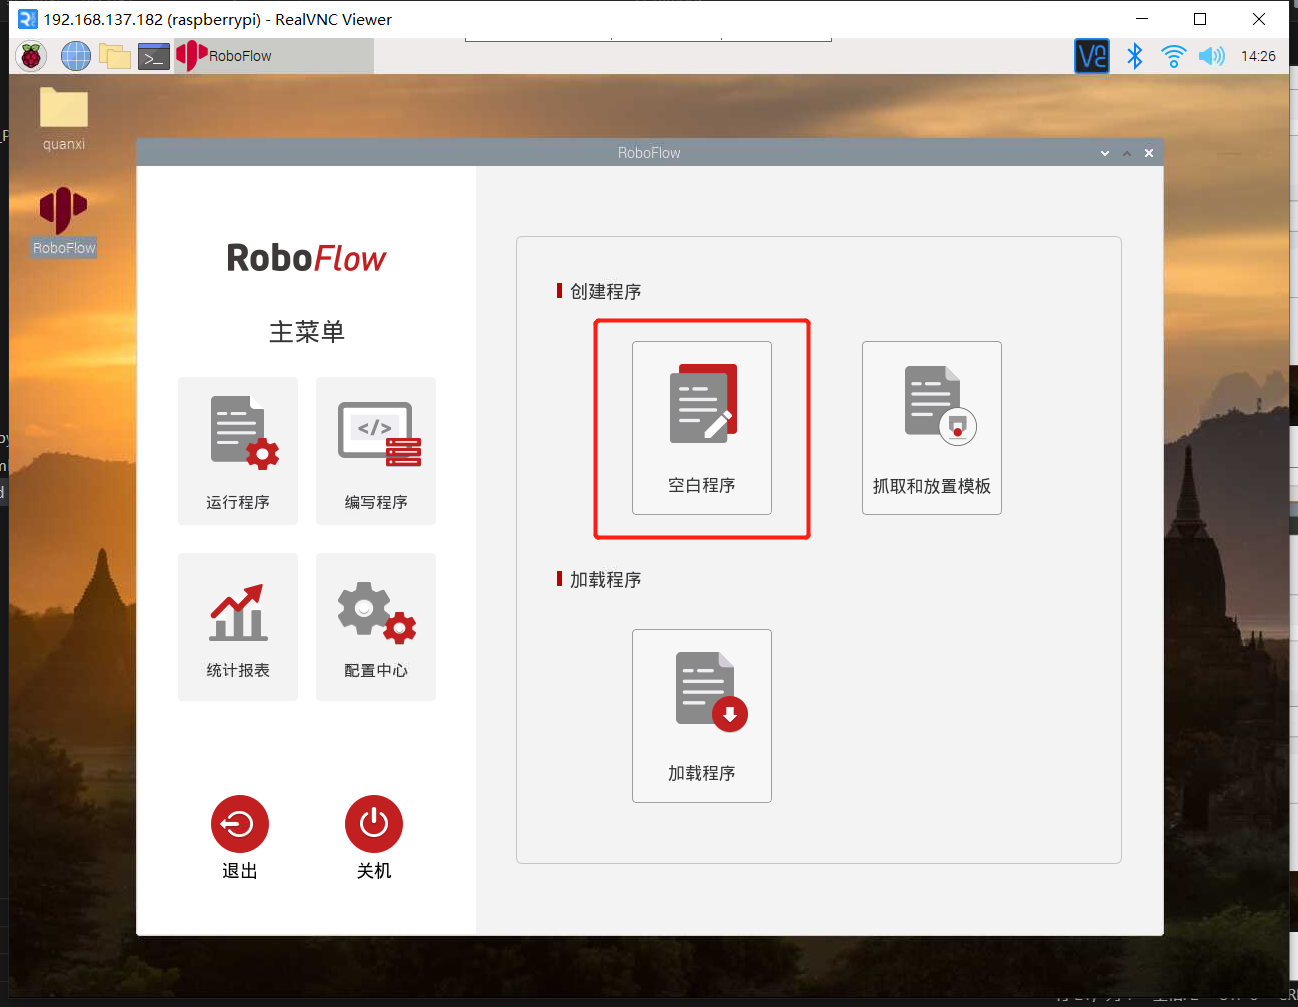 192.168.137.182 (raspberrypi) - RealVNC Viewer
RoboFlow
14:26
quanxi
RoboFlow
RoboFlow
RoboFlow
主菜单
运行程序
编写程序
统计报表
配置中心
退出
关机
创建程序
空白程序
抓取和放置模板
加载程序
加载程序